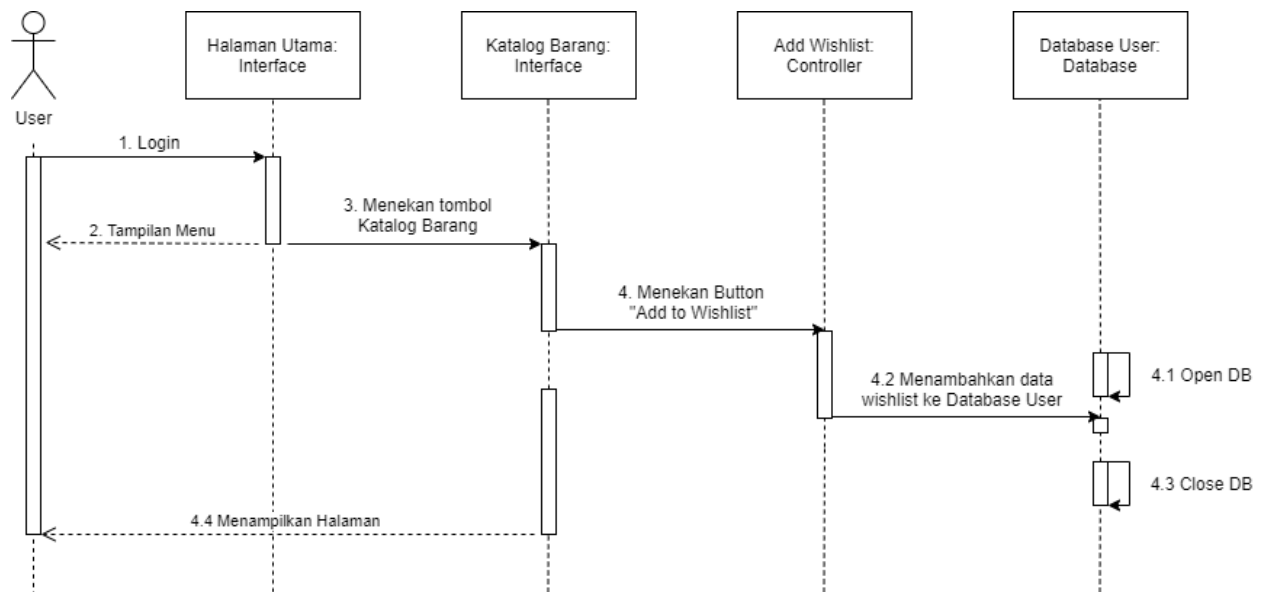 Halaman Utama:
Interface
Katalog Barang:
Interface
Add Wishlist:
Controller
Database User:
Database
User
1. Login
2. Tampilan Menu
3. Menekan tombol
Katalog Barang
4. Menekan Button
"Add to Wishlist"
4.1 Open DB
4.2 Menambahkan data
wishlist ke Database User
4.3 Close DB
4.4 Menampilkan Halaman